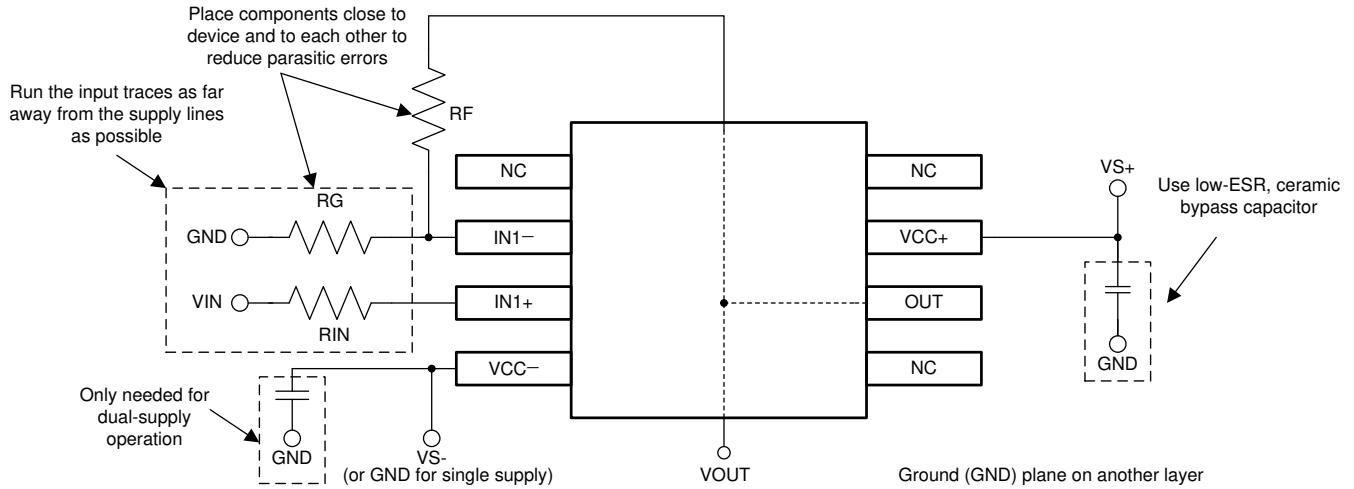 Place components close to
device and to each other to
reduce parasitic errors
Run the input traces as far
away from the supply lines
as possible
RF
NC
NC
VS+
Use low-ESR, ceramic
bypass capacitor
RG
GND
IN1−
VCC+
VIN
IN1+
OUT
RIN
VCC−
NC
GND
Only needed for
dual-supply
operation
GND
VS-
(or GND for single supply)
VOUT
Ground (GND) plane on another layer